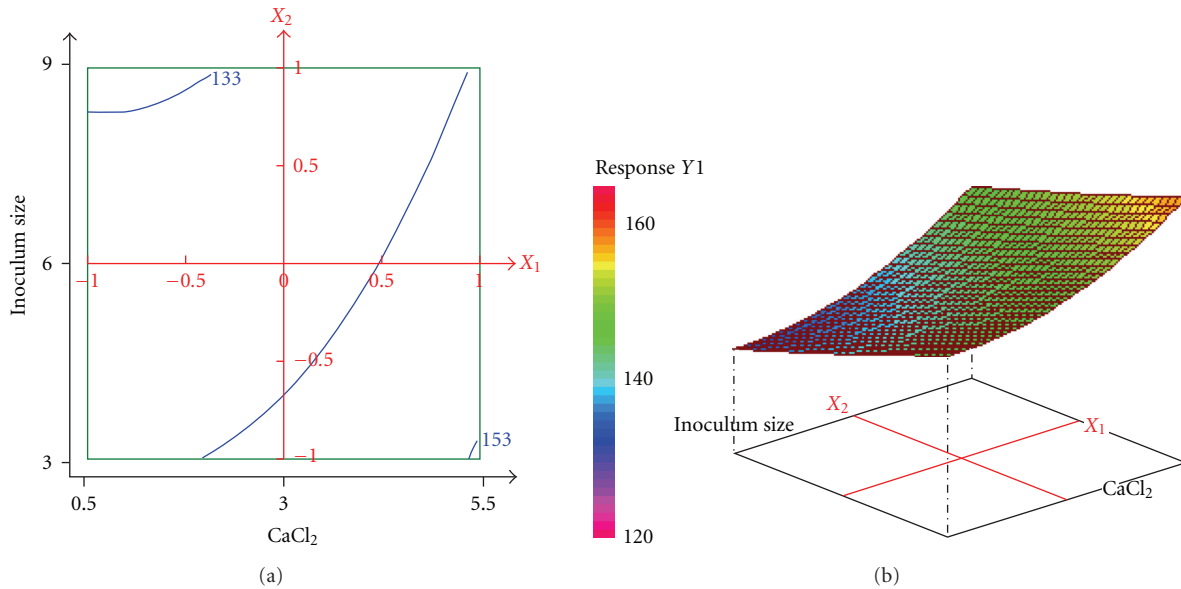 X₂
9
1
133
0.5
Inoculum size
6
X₁
−1
−0.5
0
0.5
1
−0.5
−1
153
3
0.5
3
5.5
CaCl₂
(a)
Response Y1
160
140
120
X₂
Inoculum size
X₁
CaCl₂
(b)